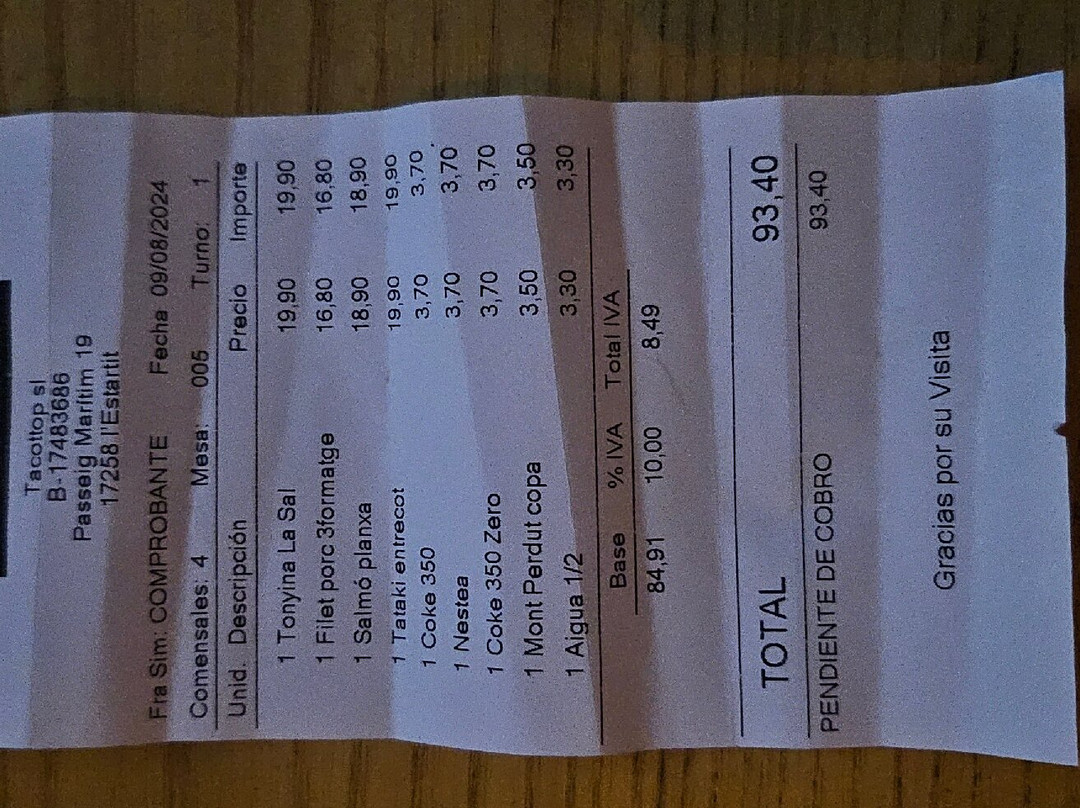 Tacottop sl
B-17483686
Passeig Marítim 19
17258 l'Estartit
Fra Sim: COMPROBANTE Fecha 09/08/2024
Comensales: 4 Mesa: 005 Turno: 1
Unid. Descripción Precio Importe
1 Tonyina La Sal 19,90 19,90
1 Filet porc 3formatge 16,80 16,80
1 Salmó planxa 18,90 18,90
1 Tataki entrecot 19,90 19,90
1 Coke 350 3,70 3,70
1 Nestea 3,70 3,70
1 Coke 350 Zero 3,70 3,70
1 Mont Perdut copa 3,50 3,50
1 Aigua 1/2 3,30 3,30
Base % IVA Total IVA
84,91 10,00 8,49
TOTAL 93,40
PENDIENTE DE COBRO 93,40
Gracias por su Visita